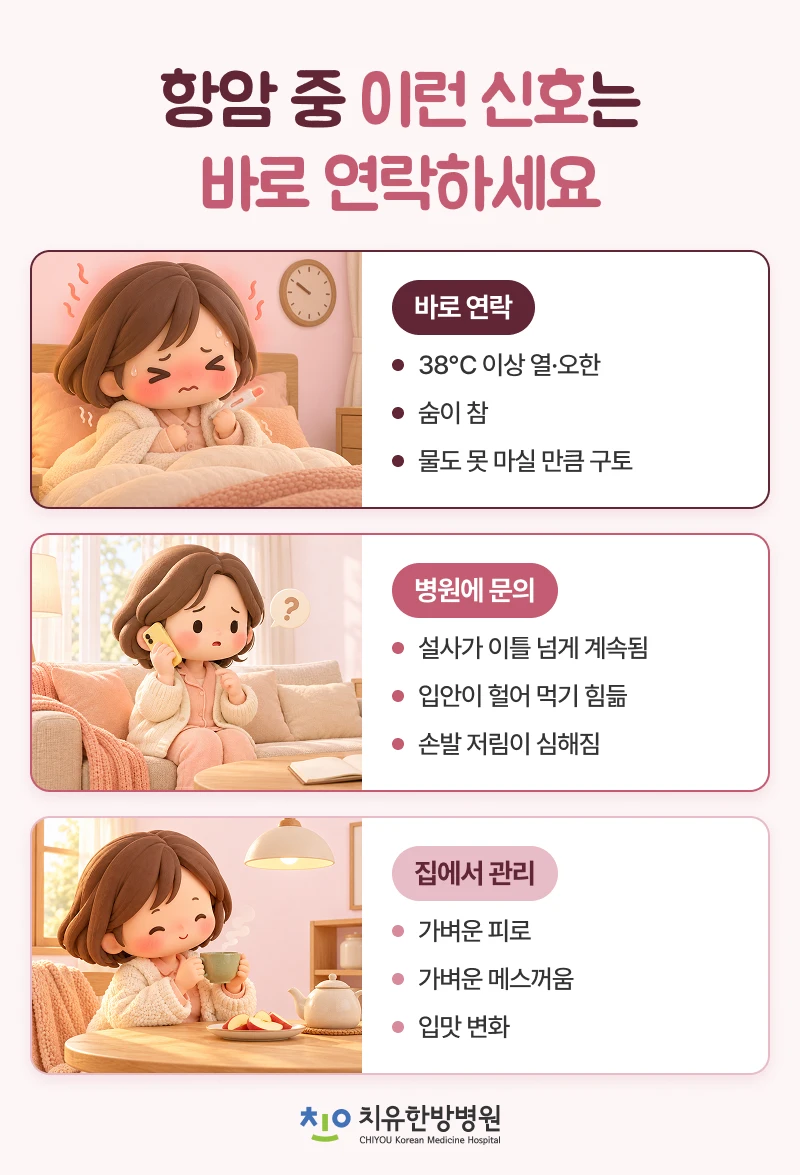 항암 중 이런 신호는
바로 연락하세요
바로 연락
38°C 이상 열·오한
숨이 참
물도 못 마실 만큼 구토
?
병원에 문의
설사가 이틀 넘게 계속됨
입안이 헐어 먹기 힘듦
손발 저림이 심해짐
집에서 관리
가벼운 피로
가벼운 메스꺼움
입맛 변화
치유 치유한방병원
CHIYOU Korean Medicine Hospital